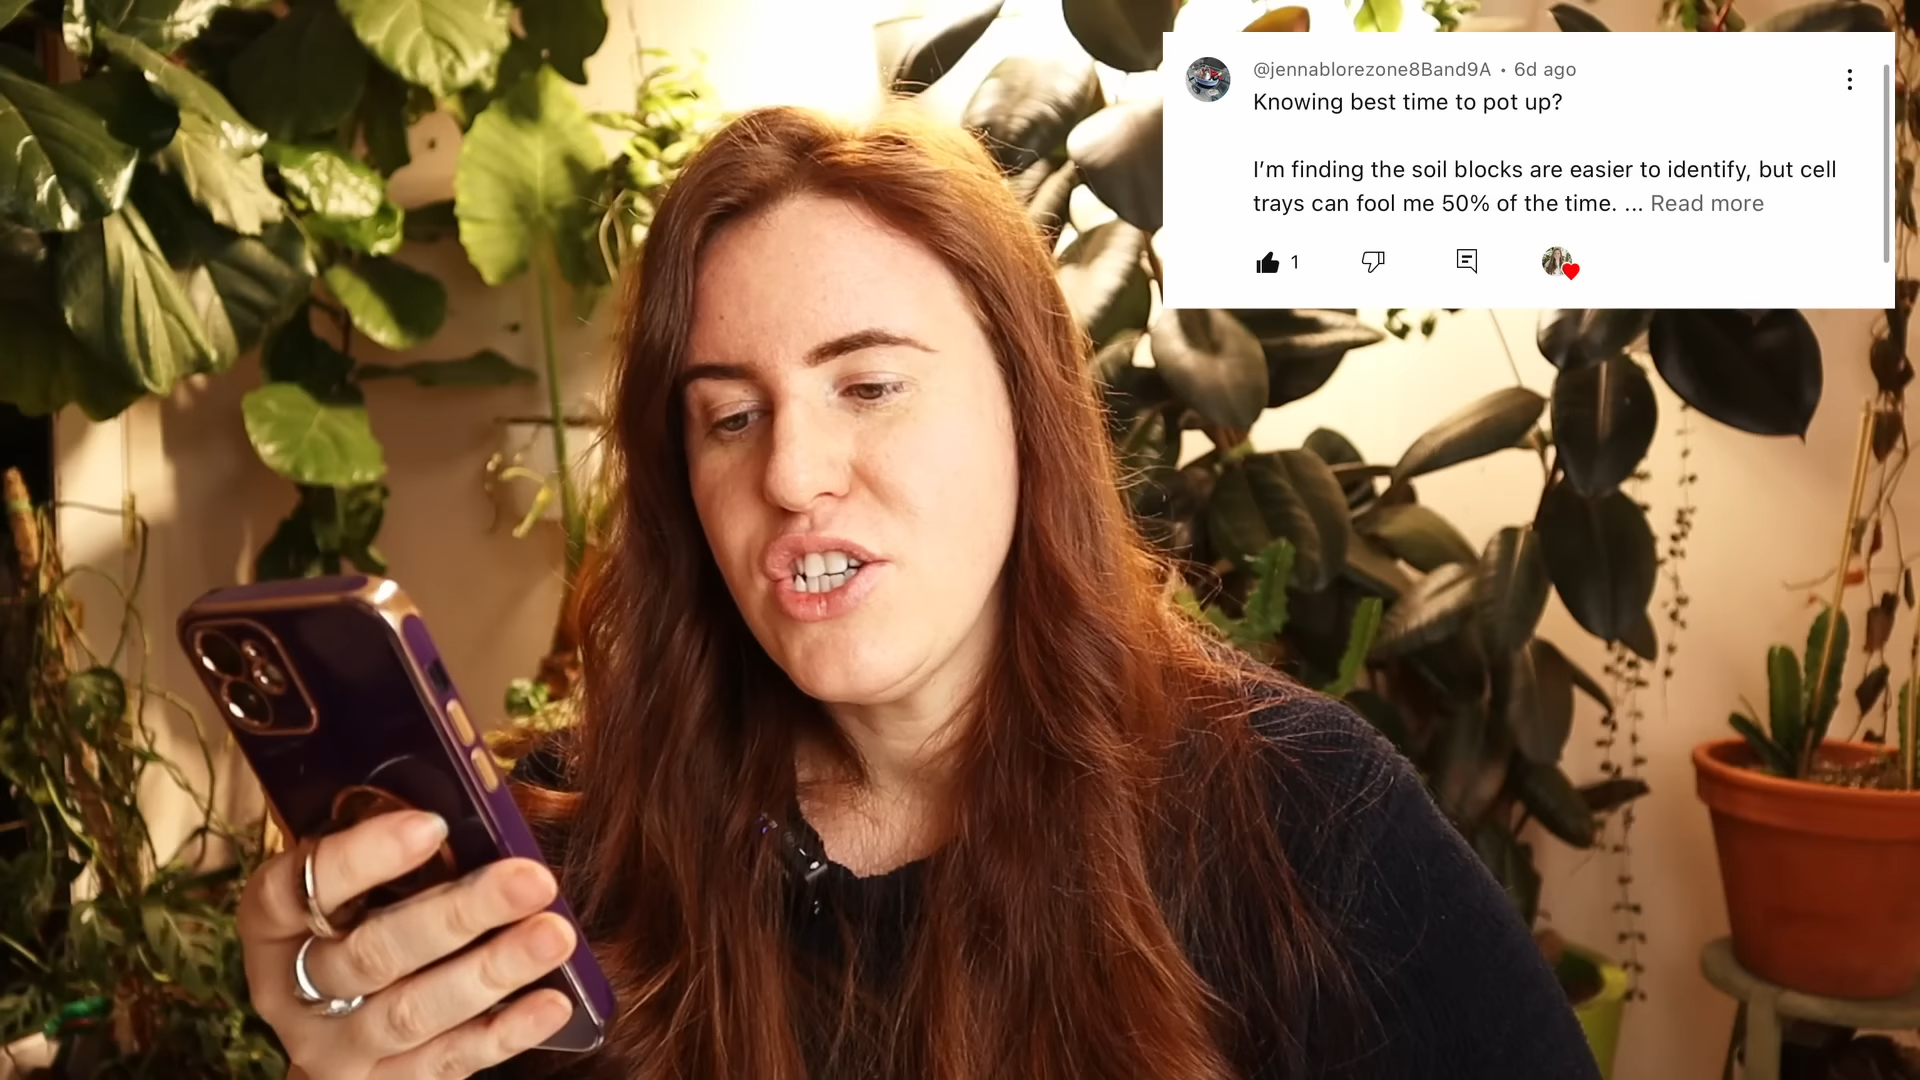 @jennablorezone8Band9A • 6d ago
Knowing best time to pot up?
I’m finding the soil blocks are easier to identify, but cell
trays can fool me 50% of the time. ... Read more
1